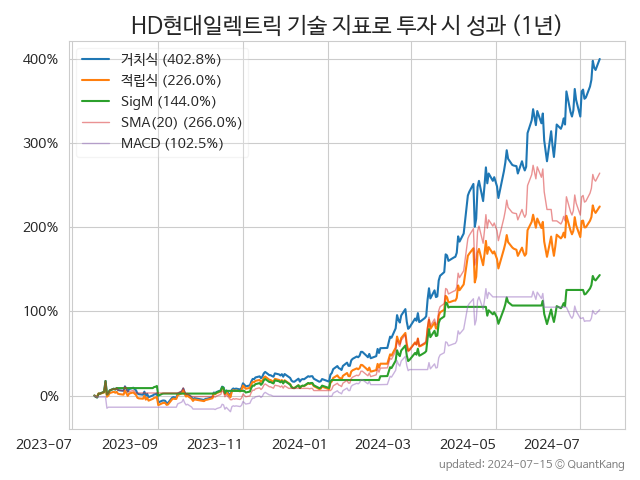 HD현대일렉트릭 기술 지표로 투자 시 성과 (1년)
거치식 (402.8%)
적립식 (226.0%)
SigM (144.0%)
SMA(20) (266.0%)
MACD (102.5%)
400%
300%
200%
100%
0%
2023-07 2023-09 2023-11 2024-01 2024-03 2024-05 2024-07
updated: 2024-07-15 © QuantKang